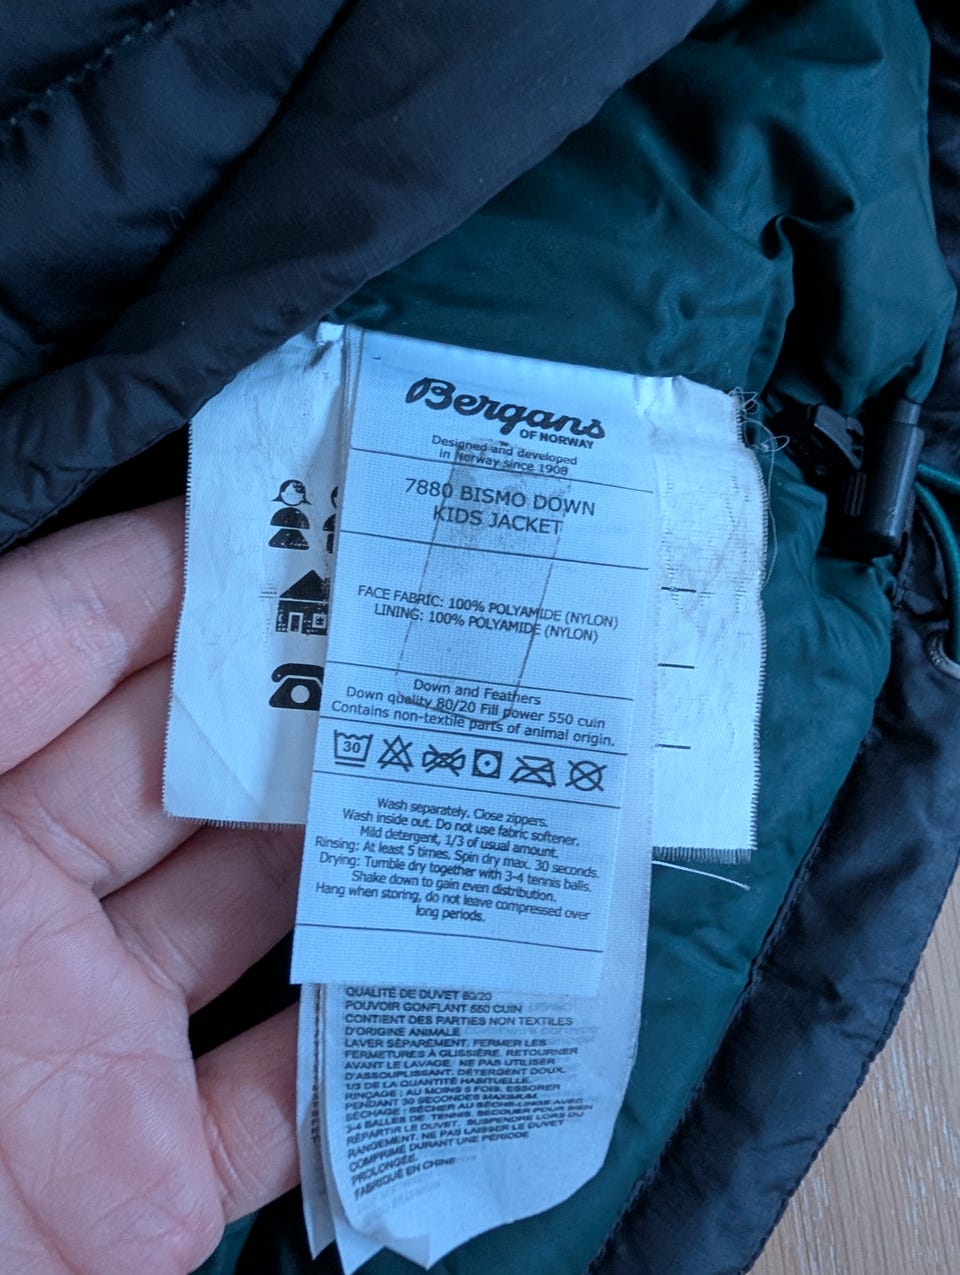 Bergans
OF NORWAY
Designed and developed
in Norway since 1908
7880 BISMO DOWN
KIDS JACKET
FACE FABRIC: 100% POLYAMIDE (NYLON)
LINING: 100% POLYAMIDE (NYLON)
Down and Feathers
Down quality 80/20 Fill power 550 cuin
Contains non-textile parts of animal origin.
30
Wash separately. Close zippers.
Wash inside out. Do not use fabric softener.
Mild detergent, 1/3 of usual amount.
Rinsing: At least 5 times. Spin dry max. 30 seconds.
Drying: Tumble dry together with 3-4 tennis balls.
Shake down to gain even distribution.
Hang when storing, do not leave compressed over
long periods.
QUALITÉ DE DUVET 80/20
POUVOIR GONFLANT 550 CUIN
CONTIENT DES PARTIES NON TEXTILES
D'ORIGINE ANIMALE
LAVER SÉPARÉMENT. FERMER LES
FERMETURES À GLISSIÈRE. RETOURNER
AVANT LE LAVAGE. NE PAS UTILISER
D'ASSOUPLISSANT. DÉTERGENT DOUX.
1/3 DE LA QUANTITÉ HABITUELLE.
RINÇAGE: AU MOINS 5 FOIS. ESSORER
PENDANT 30 SECONDES MAXIMUM.
SÉCHAGE: SÉCHER AU SÈCHE-LINGE AVEC
3-4 BALLES DE TENNIS. SECOUER POUR BIEN
RÉPARTIR LE DUVET. SUSPENDRE LORS DU
RANGEMENT. NE PAS LAISSER LE DUVET
COMPRIMÉ DURANT UNE PÉRIODE
PROLONGÉE.
FABRIQUÉ EN CHINE